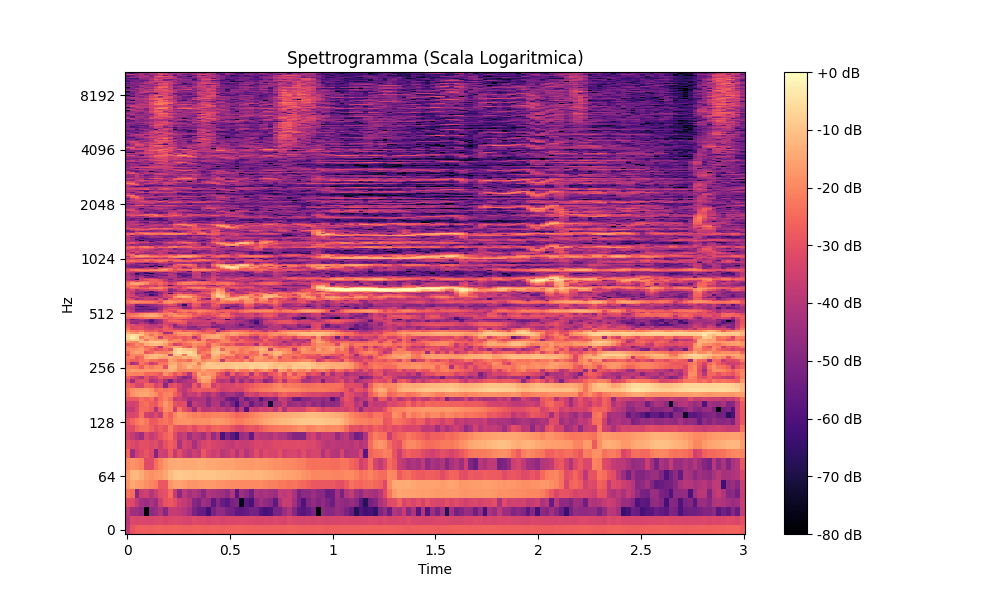 Spettrogramma (Scala Logaritmica)
Hz
8192
4096
2048
1024
512
256
128
64
0
0 0.5 1 1.5 2 2.5 3
Time
+0 dB
-10 dB
-20 dB
-30 dB
-40 dB
-50 dB
-60 dB
-70 dB
-80 dB